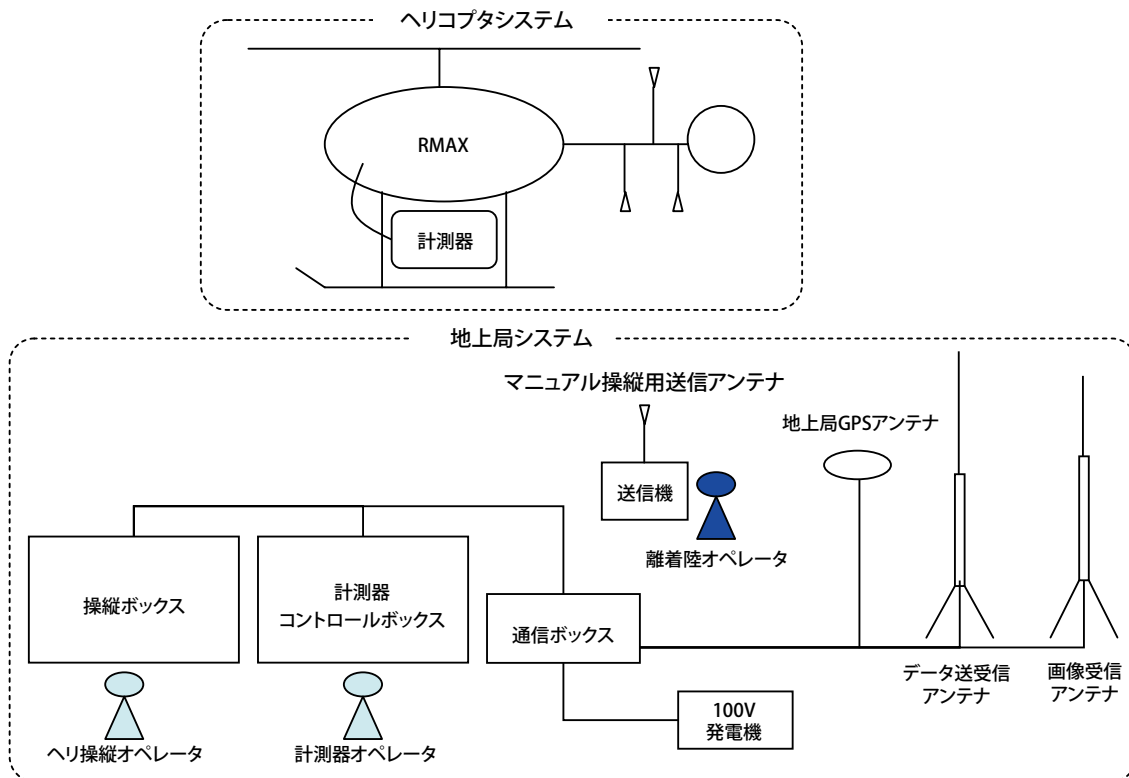 ヘリコプタシステム
RMAX
計測器
地上局システム
マニュアル操縦用送信アンテナ
地上局GPSアンテナ
送信機
離着陸オペレータ
操縦ボックス
計測器
コントロールボックス
通信ボックス
データ送受信
アンテナ
画像受信
アンテナ
100V
発電機
ヘリ操縦オペレータ
計測器オペレータ